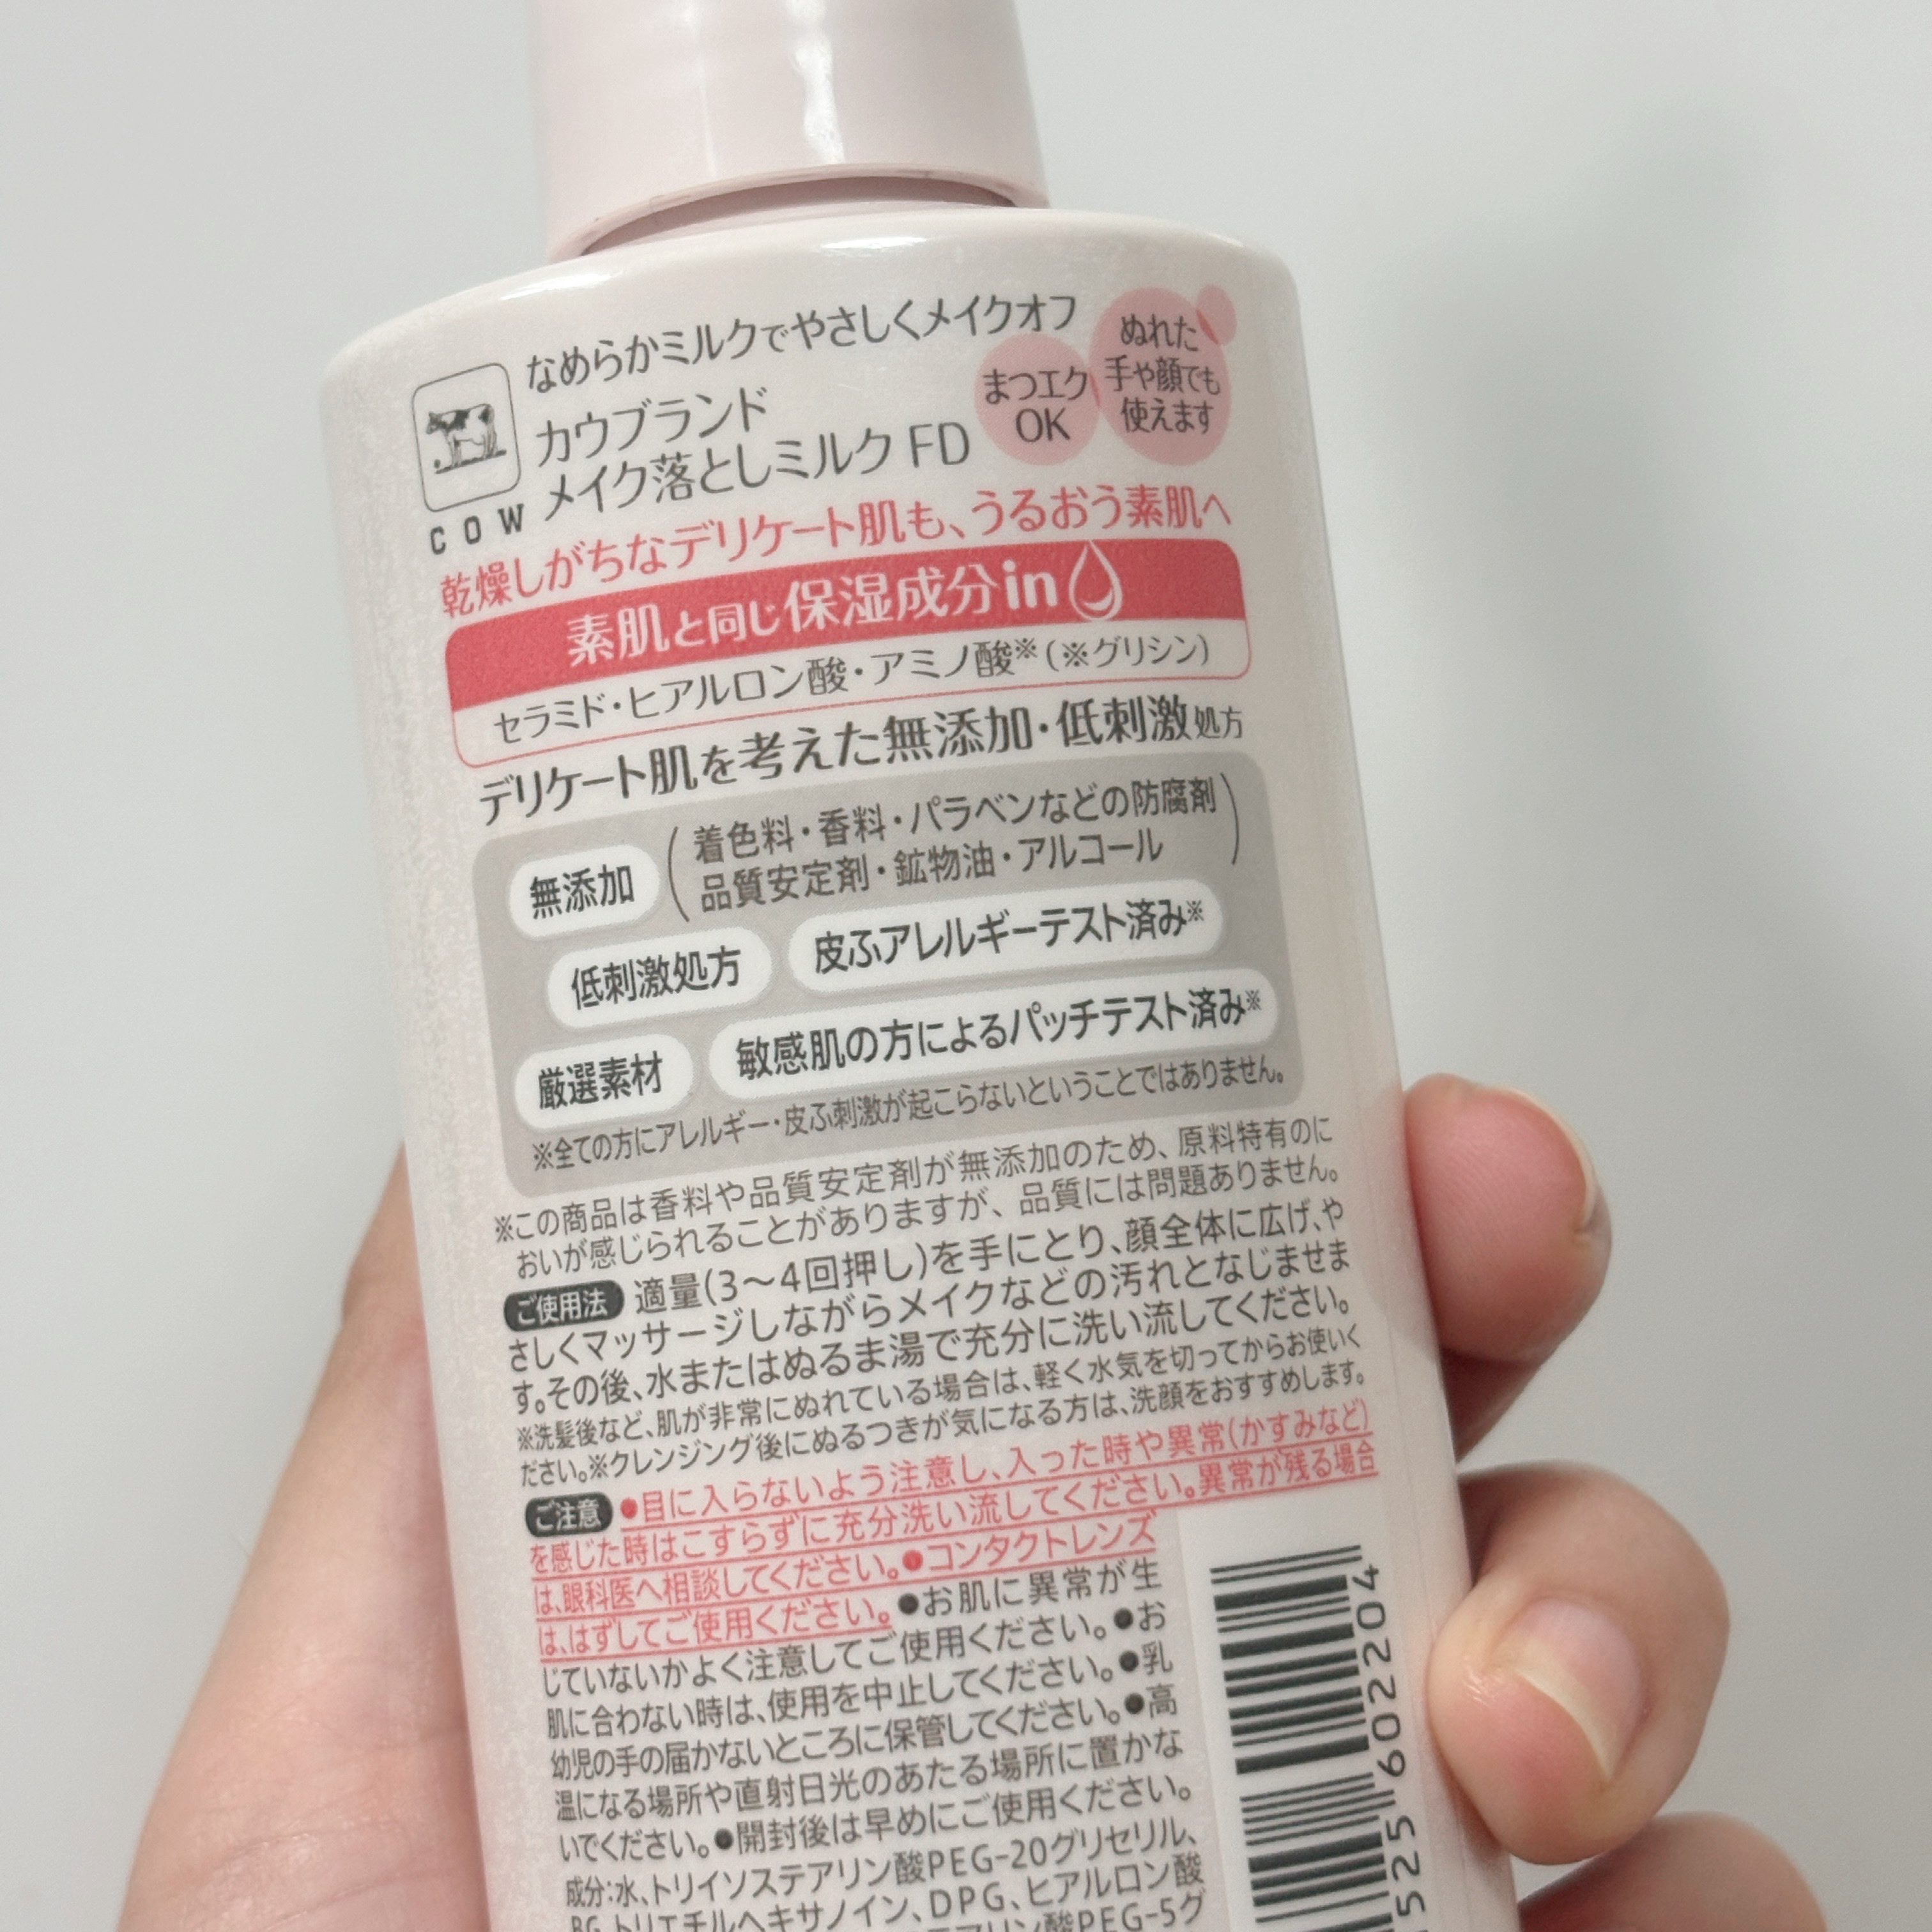 なめらかミルクでやさしくメイクオフ
カウブランド
メイク落としミルク FD
COW
まつエク
OK
ぬれた
手や顔でも
使えます
乾燥しがちなデリケート肌も、うるおう素肌へ
素肌と同じ保湿成分in
セラミド・ヒアルロン酸・アミノ酸※(※グリシン)
デリケート肌を考えた無添加・低刺激処方
無添加
(着色料・香料・パラベンなどの防腐剤
品質安定剤・鉱物油・アルコール)
低刺激処方
皮ふアレルギーテスト済み※
厳選素材
敏感肌の方によるパッチテスト済み※
※全ての方にアレルギー・皮ふ刺激が起こらないということではありません。
※この商品は香料や品質安定剤が無添加のため、原料特有のに
おいが感じられることがありますが、品質には問題ありません。
ご使用法 適量(3〜4回押し)を手にとり、顔全体に広げ、や
さしくマッサージしながらメイクなどの汚れとなじませま
す。その後、水またはぬるま湯で充分に洗い流してください。
※洗髪後など、肌が非常にぬれている場合は、軽く水気を切ってからお使いく
ださい。※クレンジング後にぬるつきが気になる方は、洗顔をおすすめします。
ご注意 ●目に入らないよう注意し、入った時や異常(かすみなど)
を感じた時はこすらずに充分洗い流してください。異常が残る場合
は、眼科医へ相談してください。●コンタクトレンズ
は、はずしてご使用ください。●お肌に異常が生
じていないかよく注意してご使用ください。●お
肌に合わない時は、使用を中止してください。●乳
幼児の手の届かないところに保管してください。●高
温になる場所や直射日光のあたる場所に置かな
いでください。●開封後は早めにご使用ください。
成分:水、トリイソステアリン酸PEG-20グリセリル、
BG、トリエチルヘキサノイン、DPG、ヒアルロン酸
アリン酸PEG-5グ
525 602204